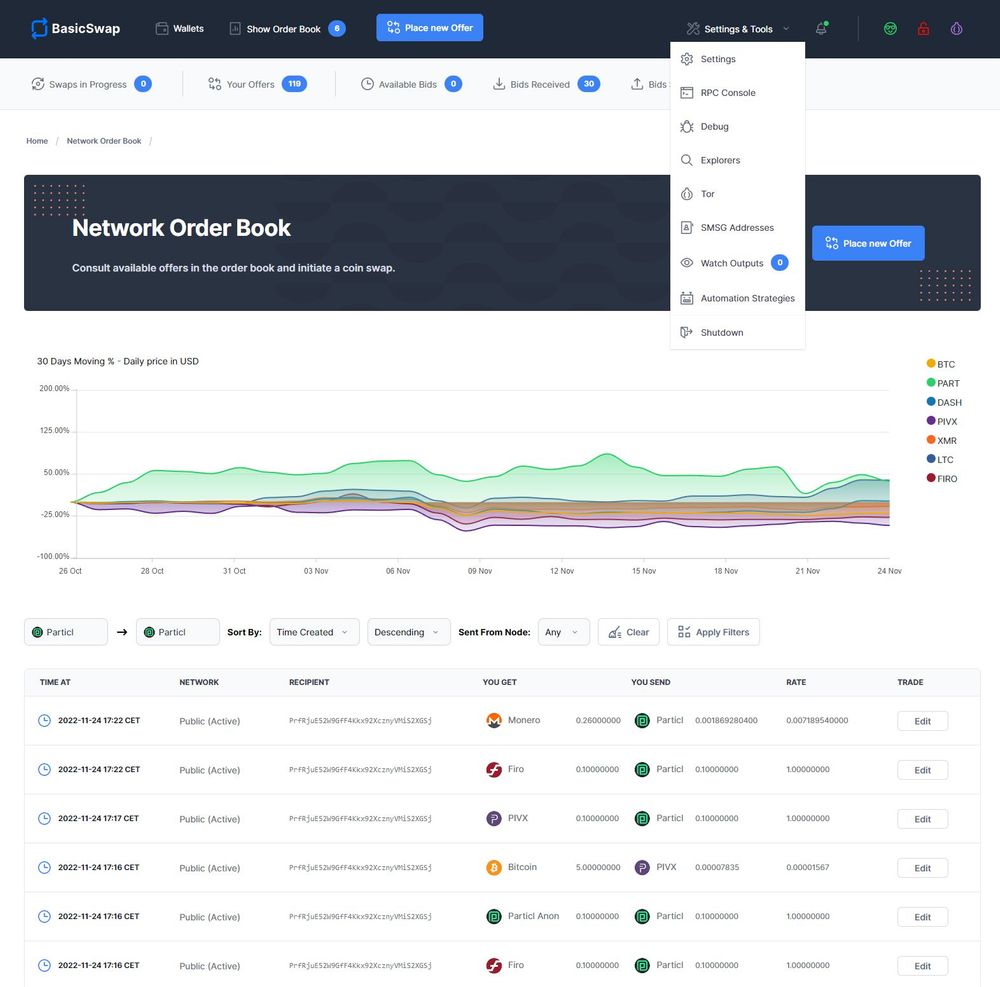 BasicSwap Wallets Show Order Book 6 Place new Offer Settings & Tools
Swaps in Progress 0 Your Offers 119 Available Bids 0 Bids Received 30 Bids
Settings
RPC Console
Debug
Explorers
Tor
SMSG Addresses
Watch Outputs 0
Automation Strategies
Shutdown
Home / Network Order Book /
Network Order Book
Consult available offers in the order book and initiate a coin swap.
Place new Offer
30 Days Moving % - Daily price in USD
200.00%
125.00%
50.00%
-25.00%
-100.00%
26 Oct 28 Oct 31 Oct 03 Nov 06 Nov 09 Nov 12 Nov 15 Nov 18 Nov 21 Nov 24 Nov
BTC
PART
DASH
PIVX
XMR
LTC
FIRO
Particl → Particl Sort By: Time Created Descending Sent From Node: Any Clear Apply Filters
TIME AT NETWORK RECIPIENT YOU GET YOU SEND RATE TRADE
2022-11-24 17:22 CET Public (Active) PrfRjuES2W9GfF4Kkx92XcznyVMiS2XGSj Monero 0.26000000 Particl 0.001869280400 0.007189540000 Edit
2022-11-24 17:22 CET Public (Active) PrfRjuES2W9GfF4Kkx92XcznyVMiS2XGSj Firo 0.10000000 Particl 0.10000000 1.00000000 Edit
2022-11-24 17:17 CET Public (Active) PrfRjuES2W9GfF4Kkx92XcznyVMiS2XGSj PIVX 0.10000000 Particl 0.10000000 1.00000000 Edit
2022-11-24 17:16 CET Public (Active) PrfRjuES2W9GfF4Kkx92XcznyVMiS2XGSj Bitcoin 5.00000000 PIVX 0.00007835 0.00001567 Edit
2022-11-24 17:16 CET Public (Active) PrfRjuES2W9GfF4Kkx92XcznyVMiS2XGSj Particl Anon 0.10000000 Particl 0.10000000 1.00000000 Edit
2022-11-24 17:16 CET Public (Active) PrfRjuES2W9GfF4Kkx92XcznyVMiS2XGSj Firo 0.10000000 Particl 0.10000000 1.00000000 Edit